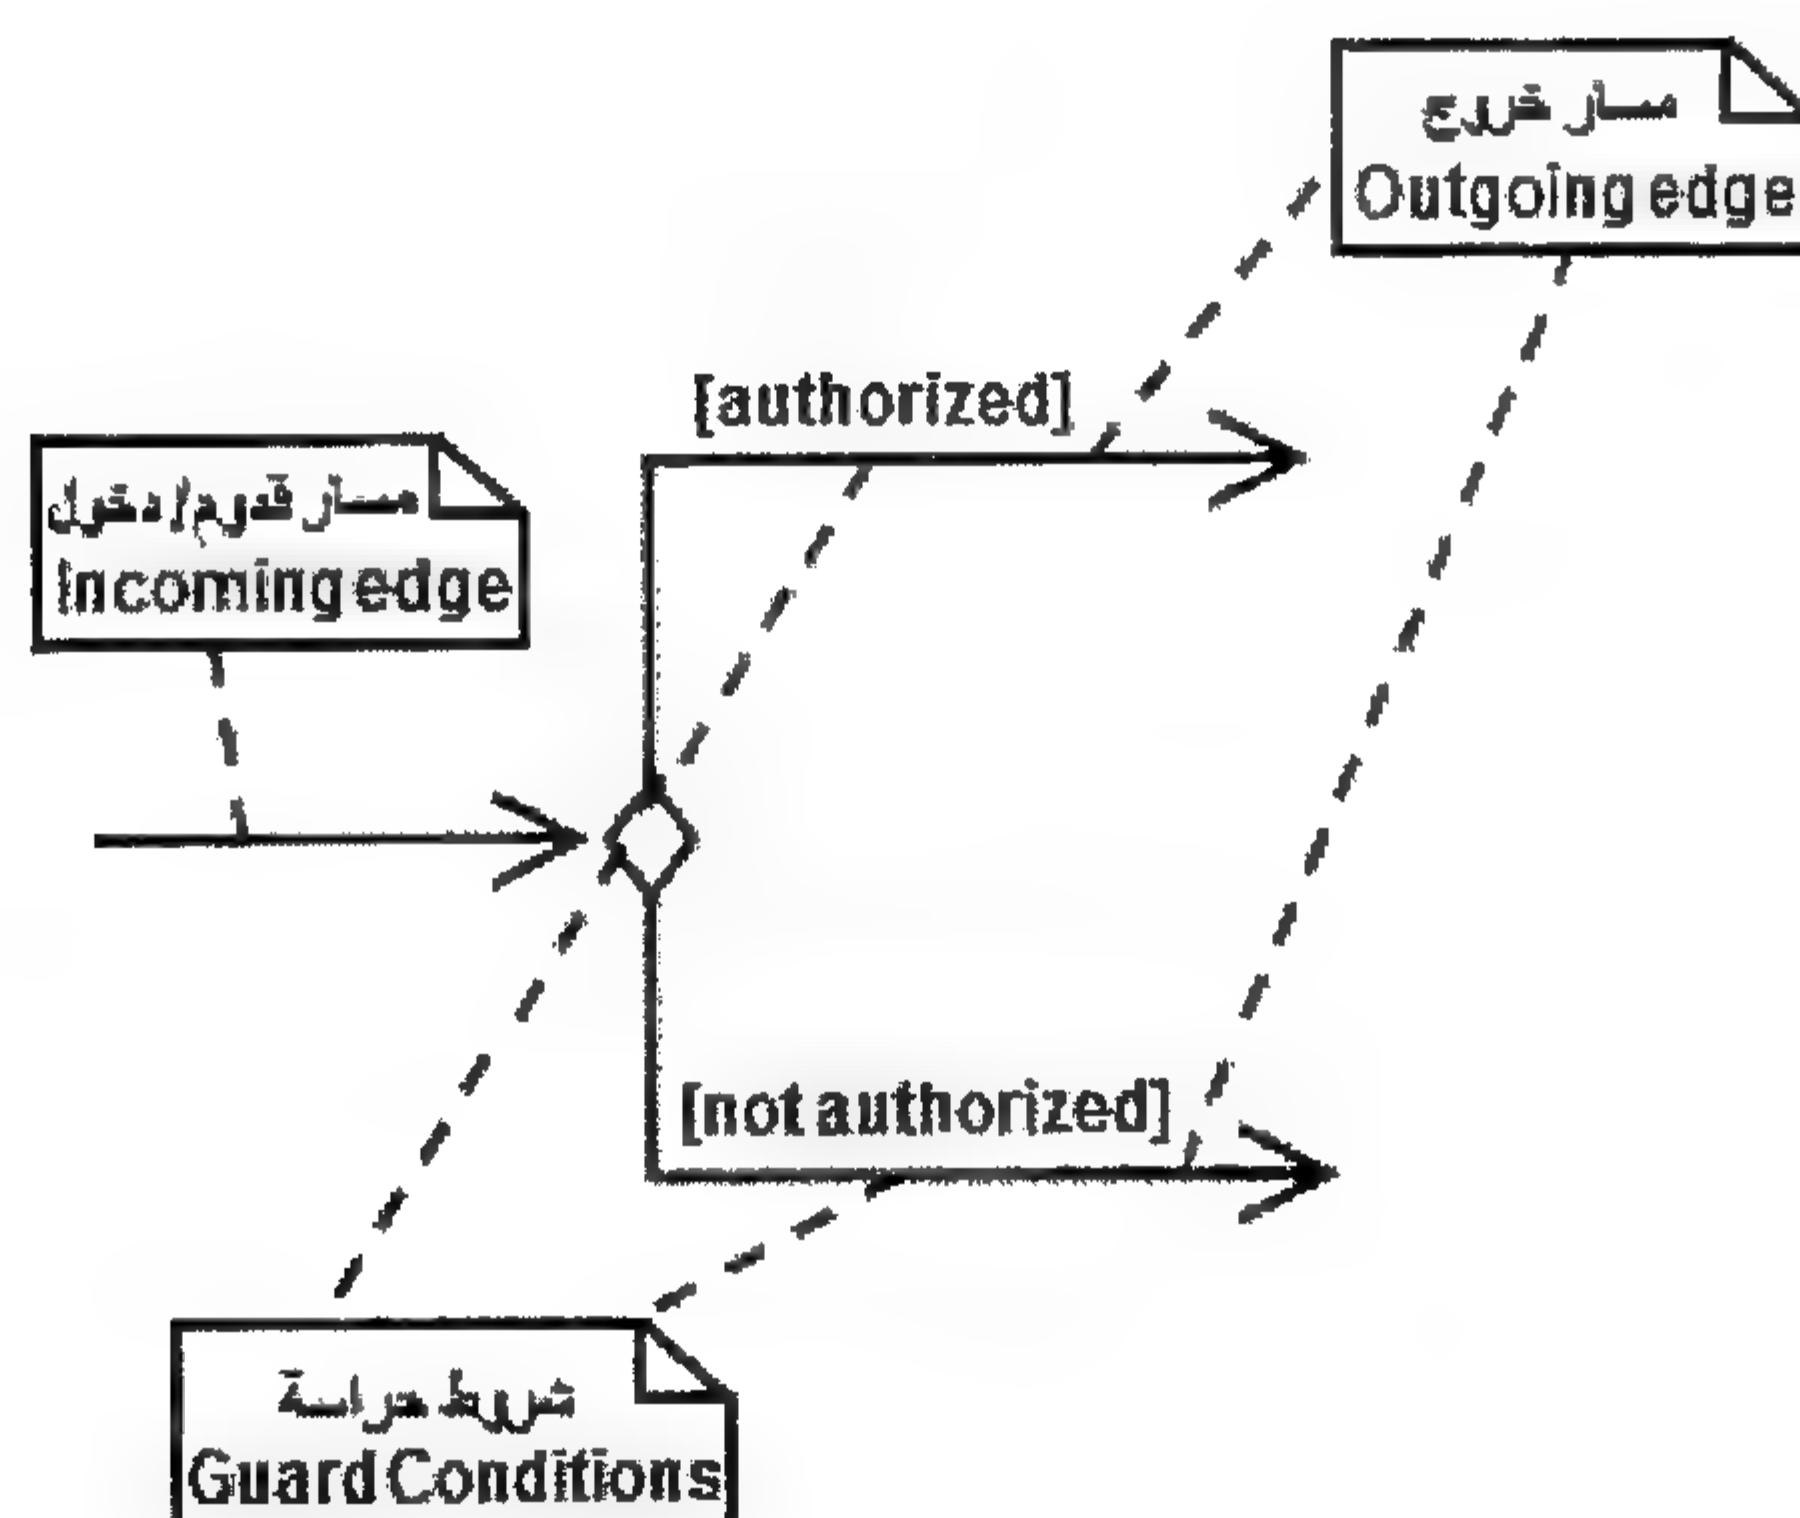 مسار خروج
Outgoing edge
[authorized]
مسار قدوم/دخول
Incoming edge
[not authorized]
شروط حراسة
Guard Conditions